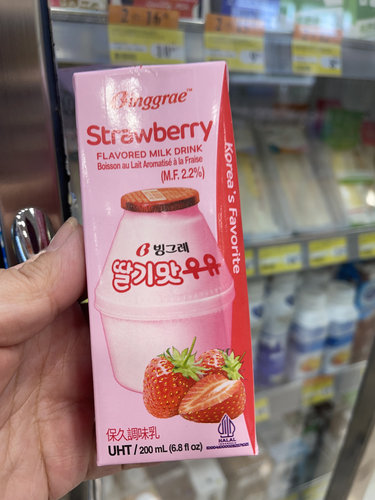 Binggrae™
Strawberry
FLAVORED MILK DRINK
Boisson au Lait Aromatisé à la Fraise
(M.F. 2.2%)
Korea's Favorite
빙그레
딸기맛우유
保久調味乳
UHT / 200 mL (6.8 fl oz)
HALAL